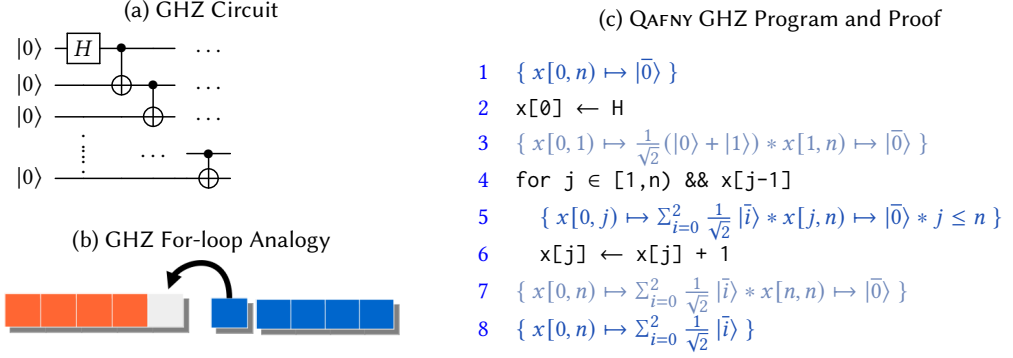 (a) GHZ Circuit
|0⟩ H ...
|0⟩ ...
|0⟩ ...
...
|0⟩
(b) GHZ For-loop Analogy
(c) QAFNY GHZ Program and Proof
1 { x[0, n) ↦ |0̅⟩ }
2 x[0] ← H
3 { x[0, 1) ↦ 1/√2 (|0⟩ + |1⟩) ∗ x[1, n) ↦ |0̅⟩ }
4 for j ∈ [1,n) && x[j-1]
5 { x[0, j) ↦ Σ²ᵢ₌₀ 1/√2 |i̅⟩ ∗ x[j, n) ↦ |0̅⟩ ∗ j ≤ n }
6 x[j] ← x[j] + 1
7 { x[0, n) ↦ Σ²ᵢ₌₀ 1/√2 |i̅⟩ ∗ x[n, n) ↦ |0̅⟩ }
8 { x[0, n) ↦ Σ²ᵢ₌₀ 1/√2 |i̅⟩ }